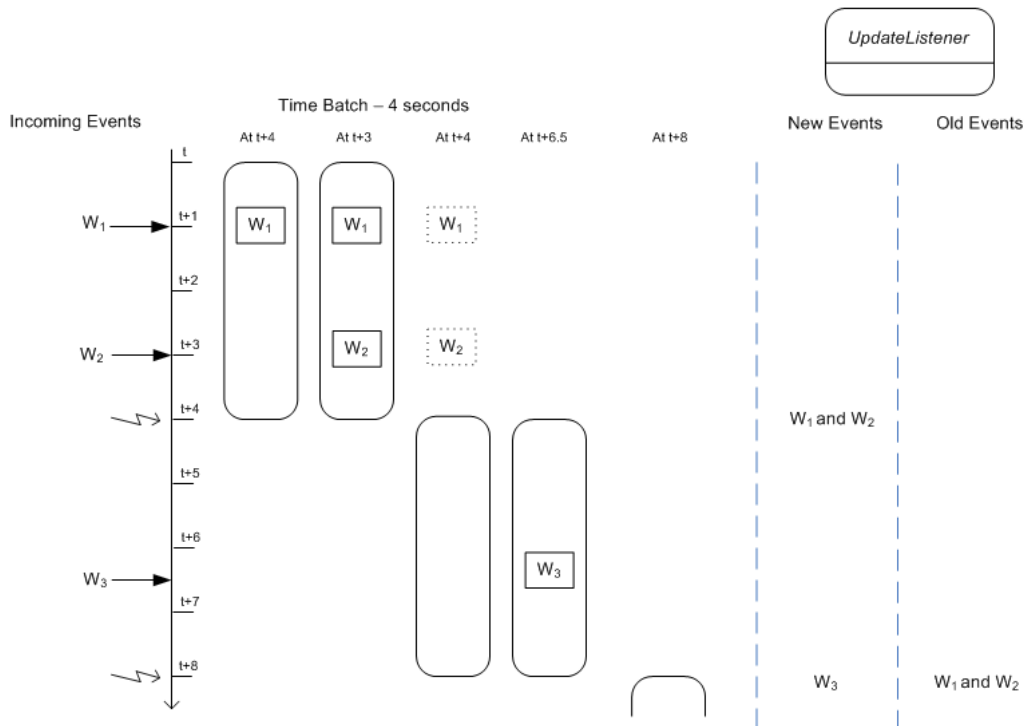 UpdateListener
Time Batch – 4 seconds
Incoming Events
New Events
Old Events
At t+4
At t+3
At t+4
At t+6.5
At t+8
t
W₁
t+1
W₁
W₁
W₁
t+2
W₂
t+3
W₂
W₂
t+4
W₁ and W₂
t+5
t+6
W₃
W₃
t+7
t+8
W₃
W₁ and W₂